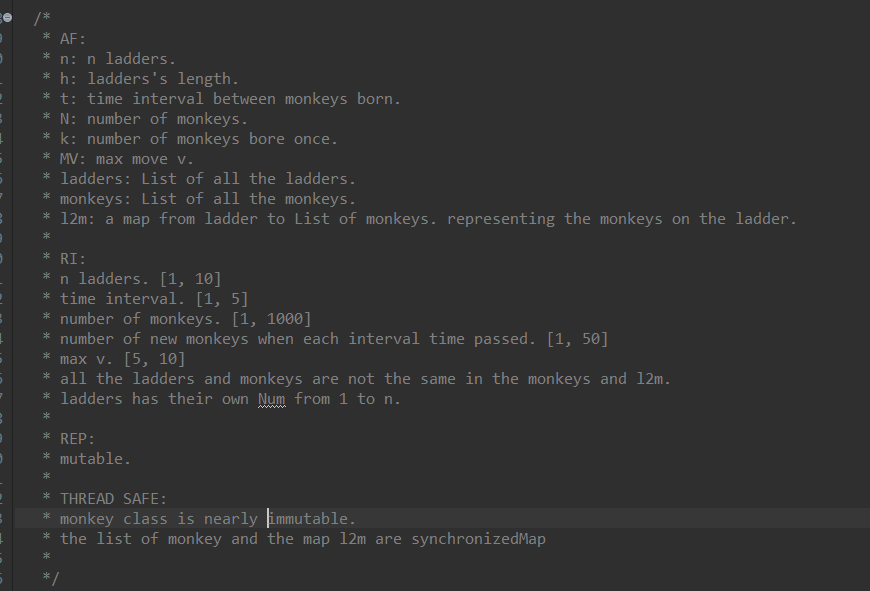 /*
* AF:
* n: n ladders.
* h: ladders's length.
* t: time interval between monkeys born.
* N: number of monkeys.
* k: number of monkeys bore once.
* MV: max move v.
* ladders: List of all the ladders.
* monkeys: List of all the monkeys.
* l2m: a map from ladder to List of monkeys. representing the monkeys on the ladder.
*
* RI:
* n ladders. [1, 10]
* time interval. [1, 5]
* number of monkeys. [1, 1000]
* number of new monkeys when each interval time passed. [1, 50]
* max v. [5, 10]
* all the ladders and monkeys are not the same in the monkeys and l2m.
* ladders has their own Num from 1 to n.
*
* REP:
* mutable.
*
* THREAD SAFE:
* monkey class is nearly immutable.
* the list of monkey and the map l2m are synchronizedMap
*
*/